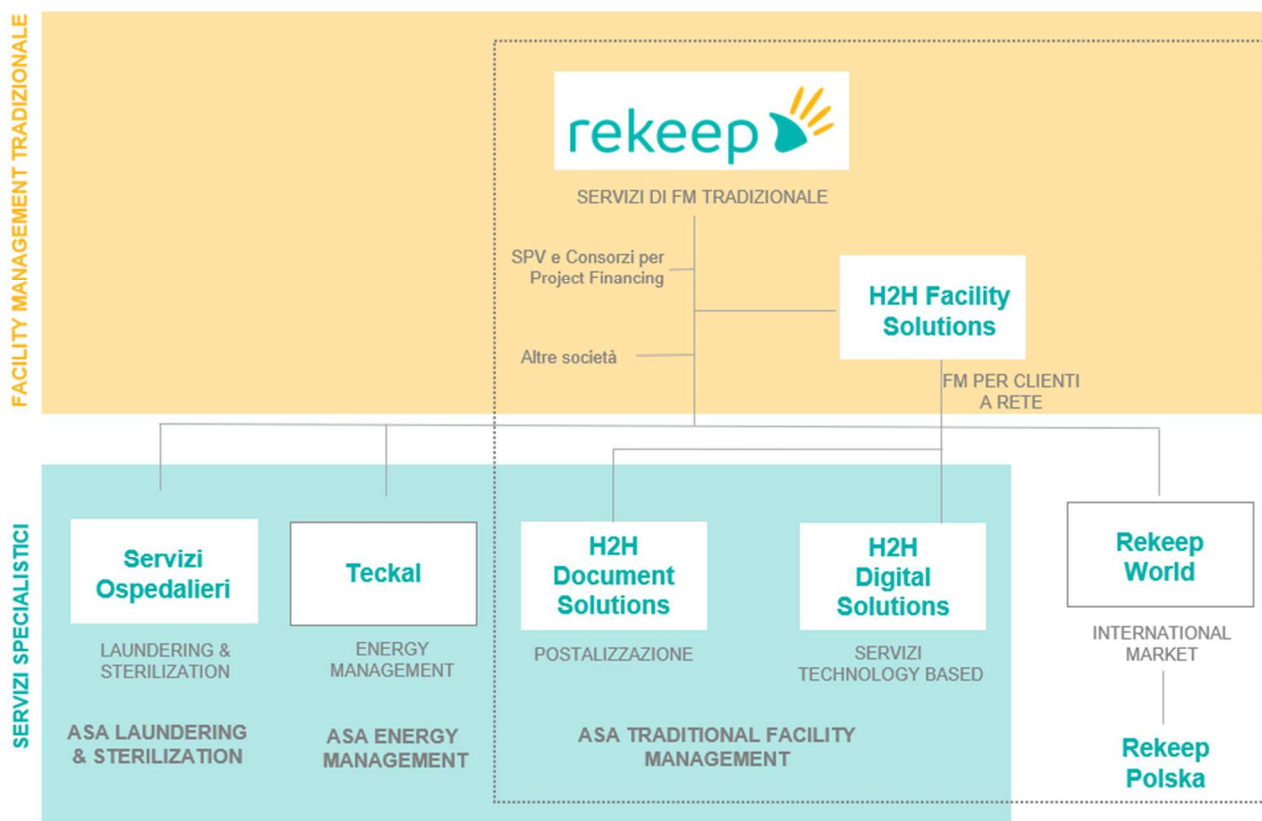 FACILITY MANAGEMENT TRADIZIONALE
rekeep
SERVIZI DI FM TRADIZIONALE
SPV e Consorzi per
Project Financing
H2H Facility
Solutions
Altre società
FM PER CLIENTI
A RETE
SERVIZI SPECIALISTICI
Servizi
Ospedalieri
LAUNDERING &
STERILIZATION
ASA LAUNDERING
& STERILIZATION
Teckal
ENERGY
MANAGEMENT
ASA ENERGY
MANAGEMENT
H2H
Document
Solutions
POSTALIZZAZIONE
H2H
Digital
Solutions
SERVIZI
TECHNOLOGY BASED
ASA TRADITIONAL FACILITY
MANAGEMENT
Rekeep
World
INTERNATIONAL
MARKET
Rekeep
Polska